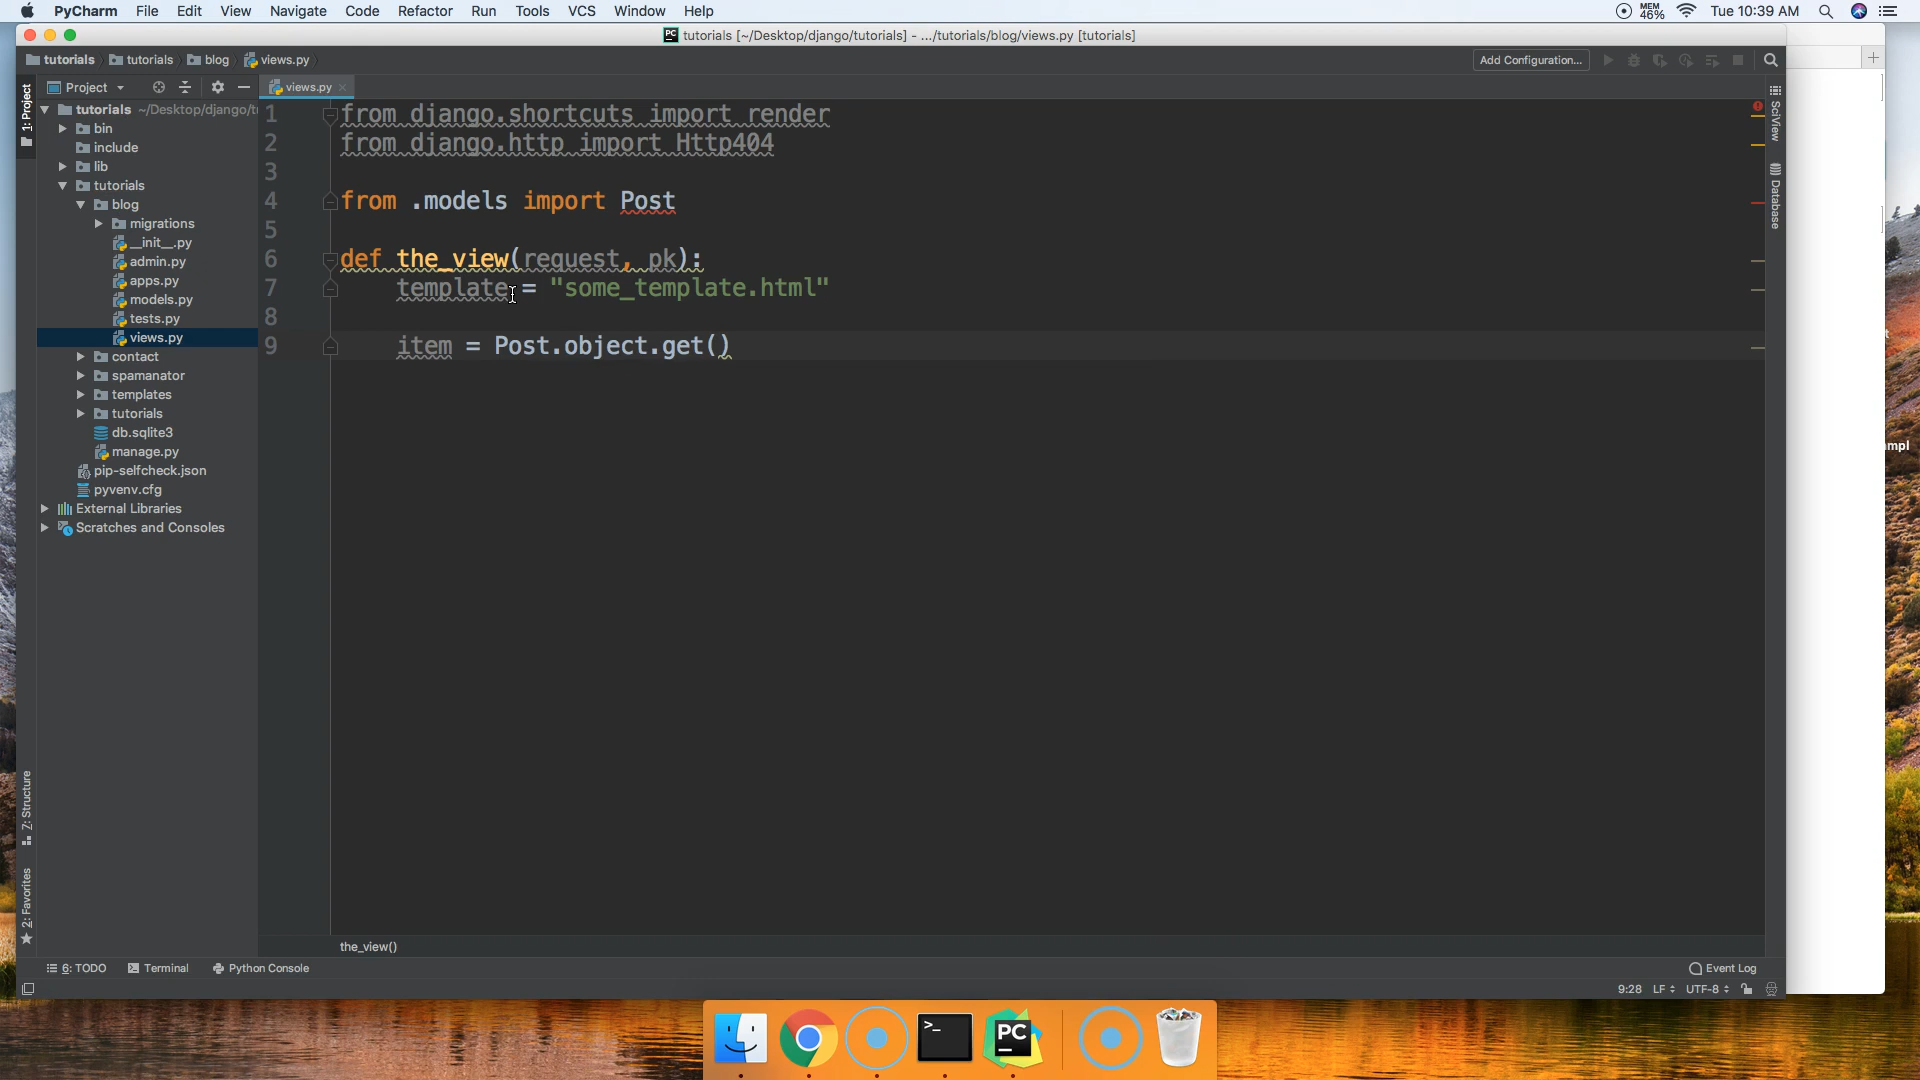 PyCharm File Edit View Navigate Code Refactor Run Tools VCS Window Help MEM 46% Tue 10:39 AM
PC tutorials [~/Desktop/django/tutorials] - .../tutorials/blog/views.py [tutorials]
tutorials tutorials blog views.py Add Configuration...
Project views.py
1: Project
tutorials ~/Desktop/django/t
bin
include
lib
tutorials
blog
migrations
__init__.py
admin.py
apps.py
models.py
tests.py
views.py
contact
spamanator
templates
tutorials
db.sqlite3
manage.py
pip-selfcheck.json
pyvenv.cfg
External Libraries
Scratches and Consoles
1 from django.shortcuts import render
2 from django.http import Http404
3
4 from .models import Post
5
6 def the_view(request, pk):
7 template = "some_template.html"
8
9 item = Post.object.get()
SciView
Database
ampl
7: Structure
2: Favorites
the_view()
6: TODO Terminal Python Console Event Log
9:28 LF UTF-8
>_ PC